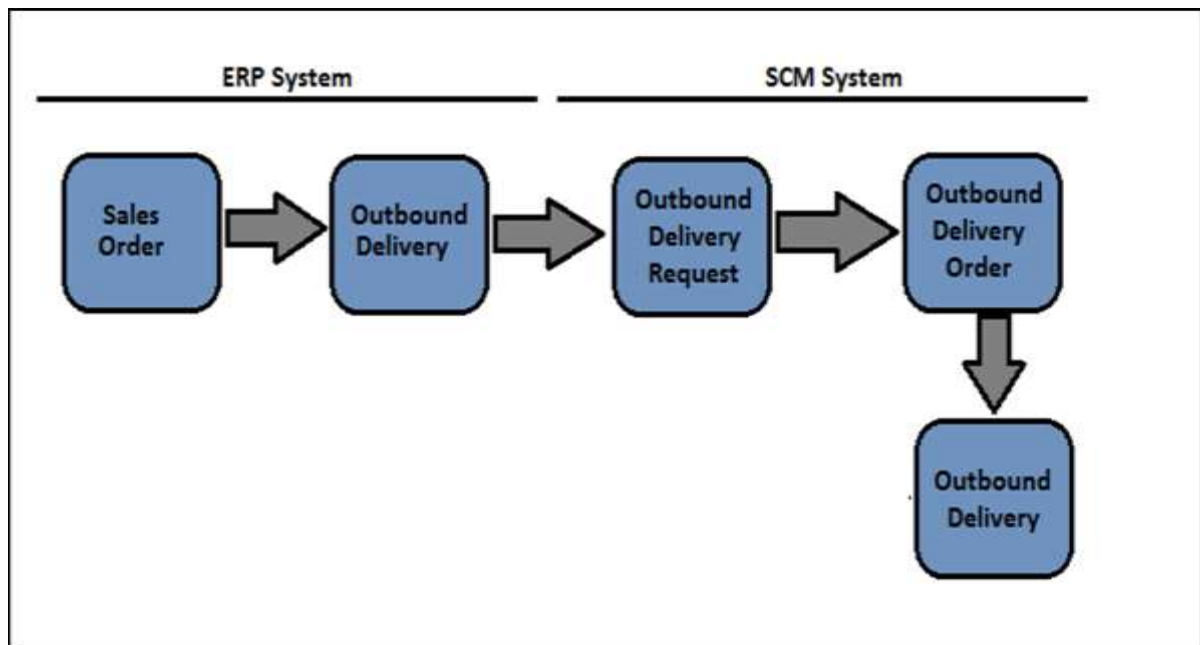 ERP System
SCM System
Sales
Order
Outbound
Delivery
Outbound
Delivery
Request
Outbound
Delivery
Order
Outbound
Delivery